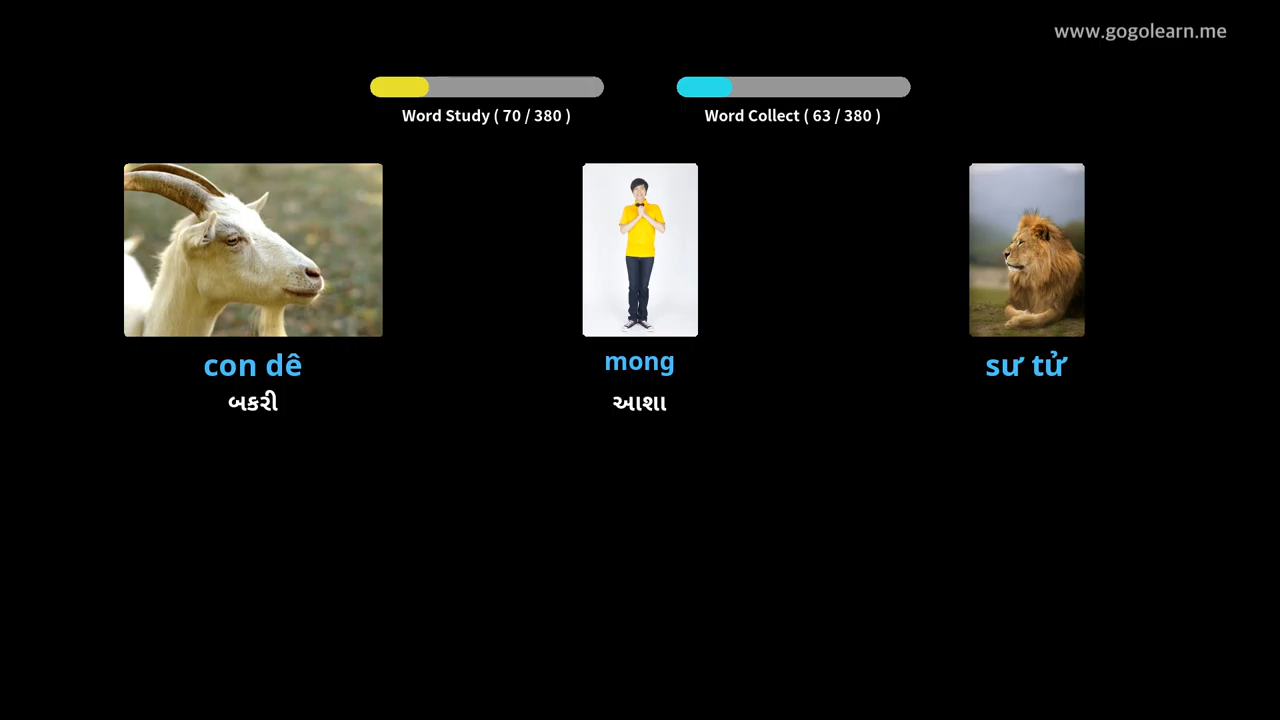 www.gogolearn.me
Word Study ( 70 / 380 )
Word Collect ( 63 / 380 )
con dê
mong
sư tử
બકરી
આશા